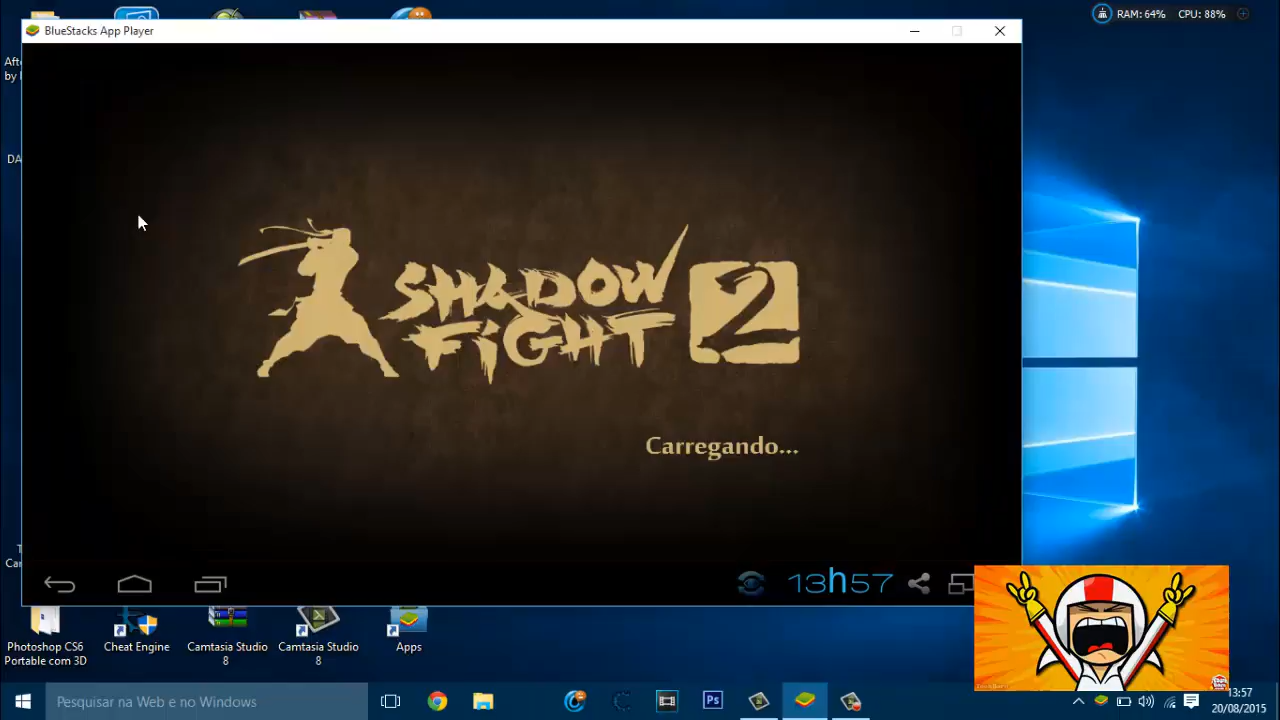 RAM: 64% CPU: 88%
BlueStacks App Player
SHADOW
FIGHT 2
Carregando...
13h57
Photoshop CS6
Portable com 3D
Cheat Engine
Camtasia Studio
8
Camtasia Studio
8
Apps
Pesquisar na Web e no Windows
Ps
13:57
20/08/2015